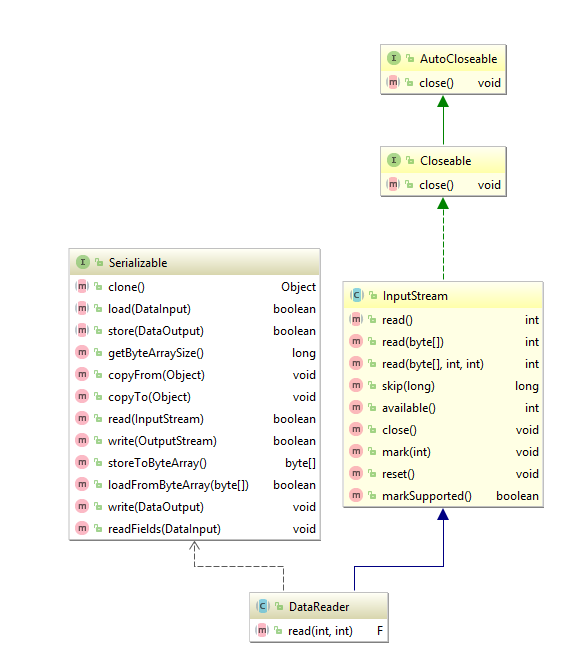 AutoCloseable
close() void
Closeable
close() void
Serializable
clone() Object
load(DataInput) boolean
store(DataOutput) boolean
getByteArraySize() long
copyFrom(Object) void
copyTo(Object) void
read(InputStream) boolean
write(OutputStream) boolean
storeToByteArray() byte[]
loadFromByteArray(byte[]) boolean
write(DataOutput) void
readFields(DataInput) void
InputStream
read() int
read(byte[]) int
read(byte[], int, int) int
skip(long) long
available() int
close() void
mark(int) void
reset() void
markSupported() boolean
DataReader
read(int, int) F